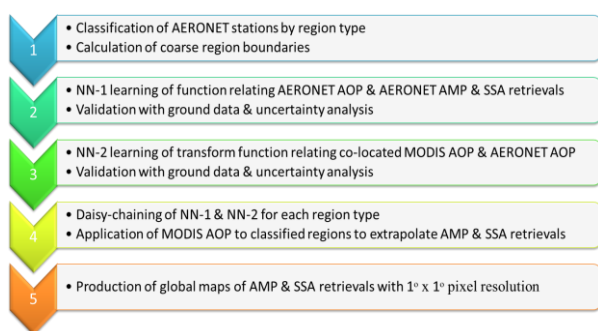 1
• Classification of AERONET stations by region type
• Calculation of coarse region boundaries
2
• NN-1 learning of function relating AERONET AOP & AERONET AMP & SSA retrievals
• Validation with ground data & uncertainty analysis
3
• NN-2 learning of transform function relating co-located MODIS AOP & AERONET AOP
• Validation with ground data & uncertainty analysis
4
• Daisy-chaining of NN-1 & NN-2 for each region type
• Application of MODIS AOP to classified regions to extrapolate AMP & SSA retrievals
5
• Production of global maps of AMP & SSA retrievals with 1° x 1° pixel resolution